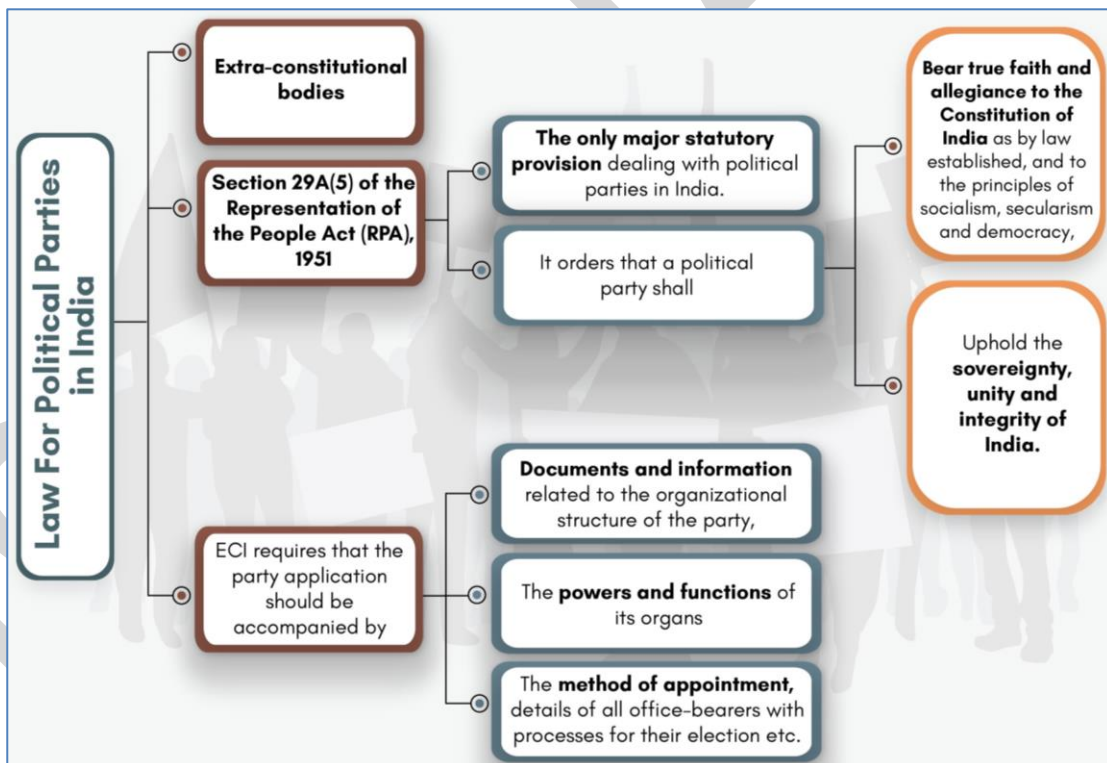 Law For Political Parties
in India
Extra-constitutional
bodies
Section 29A(5) of the
Representation of
the People Act (RPA),
1951
The only major statutory
provision dealing with political
parties in India.
It orders that a political
party shall
Bear true faith and
allegiance to the
Constitution of
India as by law
established, and to
the principles of
socialism, secularism
and democracy,
Uphold the
sovereignty,
unity and
integrity of
India.
ECI requires that the
party application
should be
accompanied by
Documents and information
related to the organizational
structure of the party,
The powers and functions of
its organs
The method of appointment,
details of all office-bearers with
processes for their election etc.